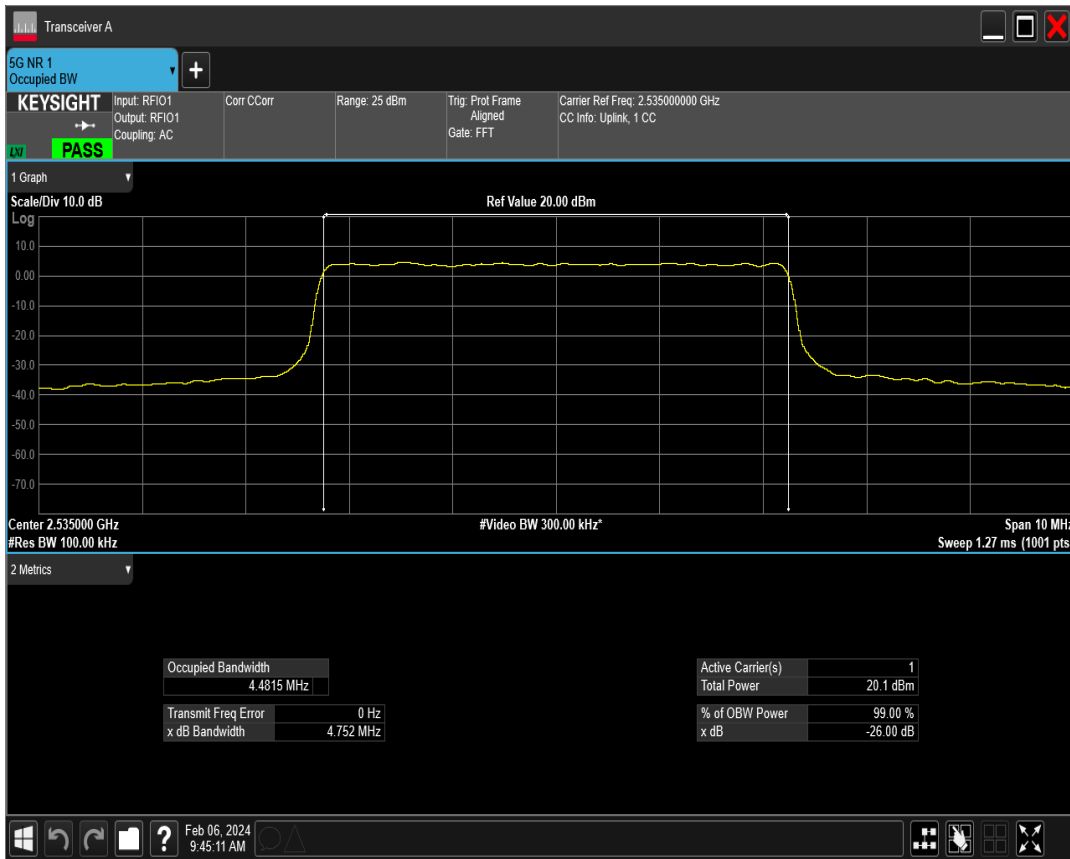 Transceiver A
5G NR 1
Occupied BW
+
KEYSIGHT
LXI
PASS
Input: RFIO1
Output: RFIO1
Coupling: AC
Corr CCorr
Range: 25 dBm
Trig: Prot Frame
Aligned
Gate: FFT
Carrier Ref Freq: 2.535000000 GHz
CC Info: Uplink, 1 CC
1 Graph
Scale/Div 10.0 dB
Ref Value 20.00 dBm
Log
10.0
0.00
-10.0
-20.0
-30.0
-40.0
-50.0
-60.0
-70.0
Center 2.535000 GHz
#Video BW 300.00 kHz*
Span 10 MHz
#Res BW 100.00 kHz
Sweep 1.27 ms (1001 pts
2 Metrics
Occupied Bandwidth
4.4815 MHz
Active Carrier(s) 1
Total Power 20.1 dBm
Transmit Freq Error 0 Hz
x dB Bandwidth 4.752 MHz
% of OBW Power 99.00 %
x dB -26.00 dB
?
Feb 06, 2024
9:45:11 AM